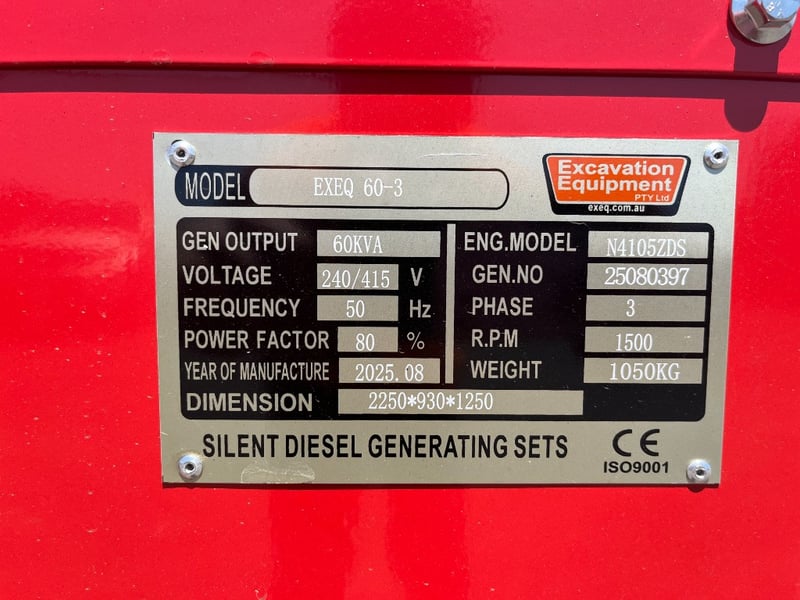 MODEL EXEQ 60-3
Excavation
Equipment
PTY Ltd
exeq.com.au
GEN OUTPUT 60KVA
VOLTAGE 240/415 V
FREQUENCY 50 Hz
POWER FACTOR 80 %
YEAR OF MANUFACTURE 2025.08
ENG.MODEL N4105ZDS
GEN.NO 25080397
PHASE 3
R.P.M 1500
WEIGHT 1050KG
DIMENSION 2250*930*1250
SILENT DIESEL GENERATING SETS
CE
ISO9001